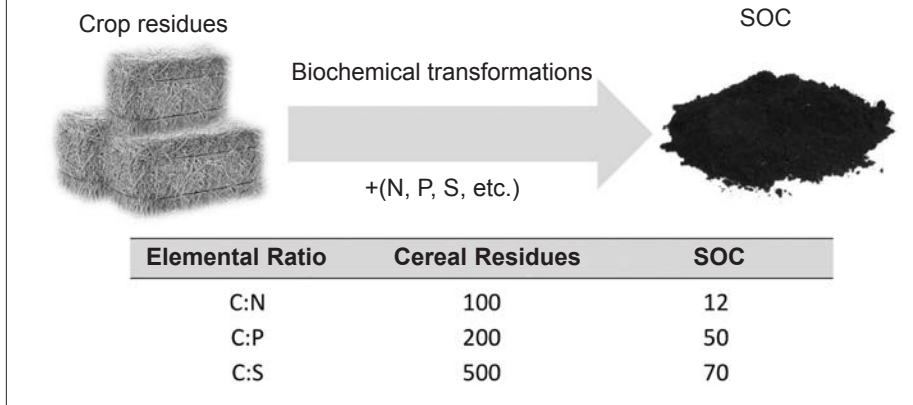 Crop residues
SOC
Biochemical transformations
+(N, P, S, etc.)
Elemental Ratio Cereal Residues SOC
C:N 100 12
C:P 200 50
C:S 500 70